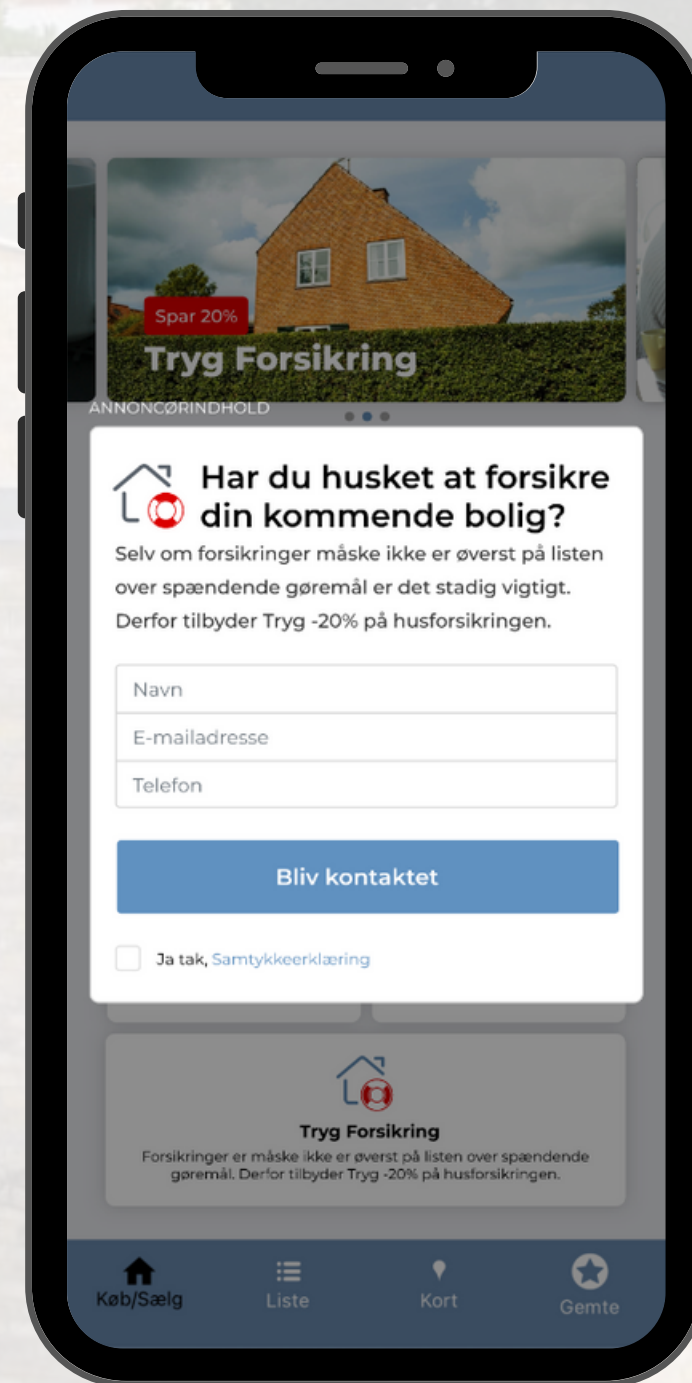 Spar 20%
Tryg Forsikring
ANNONCØRINDHOLD
Har du husket at forsikre
din kommende bolig?
Selv om forsikringer måske ikke er øverst på listen
over spændende gøremål er det stadig vigtigt.
Derfor tilbyder Tryg -20% på husforsikringen.
Navn
E-mailadresse
Telefon
Bliv kontaktet
Ja tak, Samtykkeerklæring
Tryg Forsikring
Forsikringer er måske ikke er øverst på listen over spændende
gøremål. Derfor tilbyder Tryg -20% på husforsikringen.
Køb/Sælg
Liste
Kort
Gemte